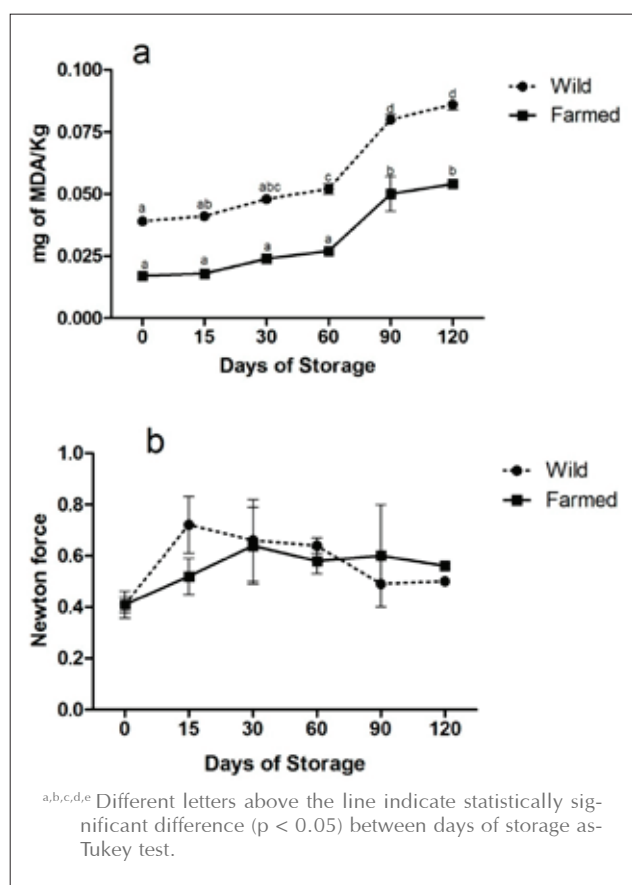 a
0.100
0.075
0.050
0.025
0.000
mg of MDA/Kg
a
ab
abc
c
d
d
a
a
a
a
b
b
0
15
30
60
90
120
Days of Storage
Wild
Farmed
b
1.0
0.8
0.6
0.4
0.2
0.0
Newton force
0
15
30
60
90
120
Days of Storage
Wild
Farmed
a,b,c,d,e Different letters above the line indicate statistically sig-
nificant difference (p < 0.05) between days of storage as-
Tukey test.